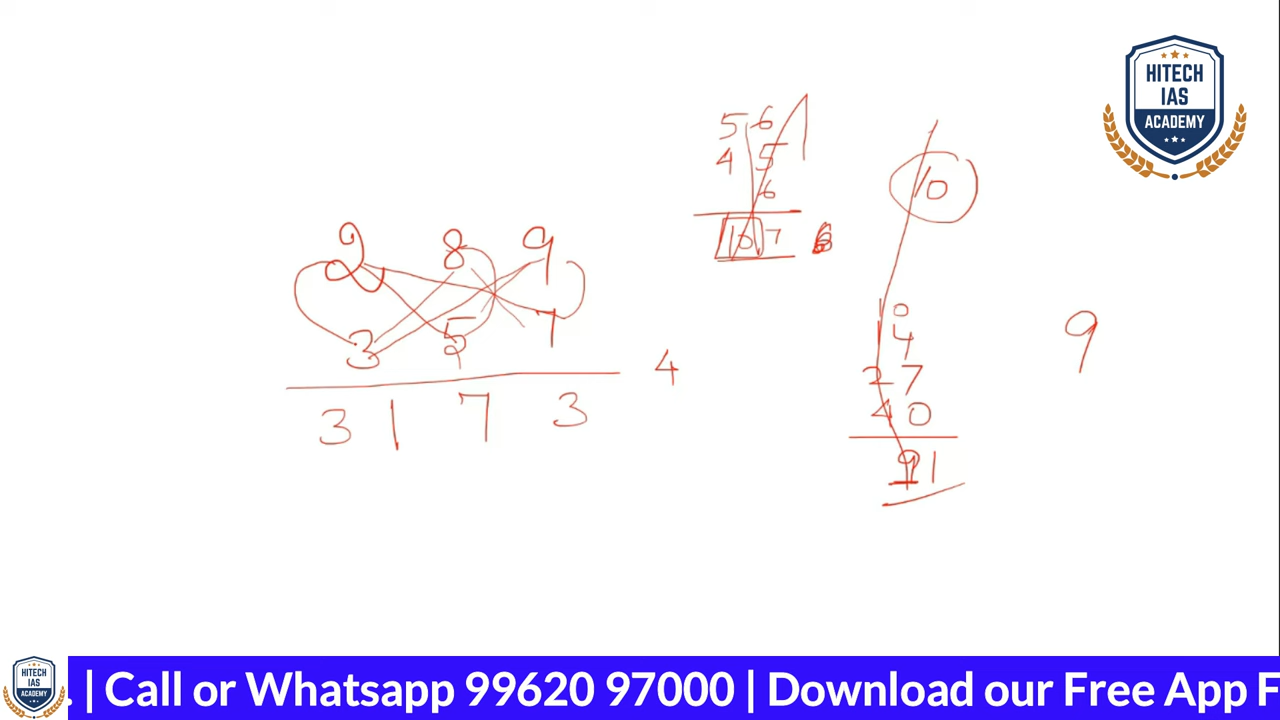 HITECH
IAS
ACADEMY
5 6
4 5
6
10 7
10
2 8 9
3 5 7
3 1 7 3
4
10
14
27
40
91
9
HITECH
IAS
ACADEMY
. | Call or Whatsapp 99620 97000 | Download our Free App F